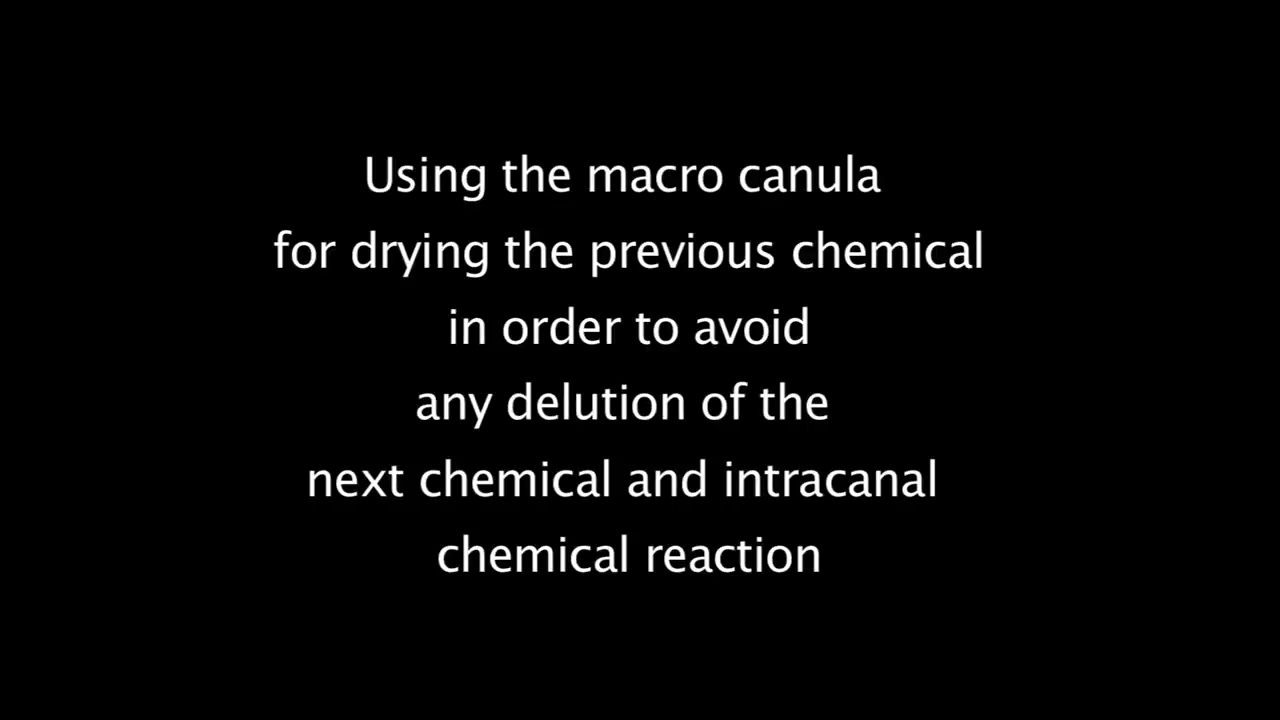 Using the macro canula
for drying the previous chemical
in order to avoid
any delution of the
next chemical and intracanal
chemical reaction